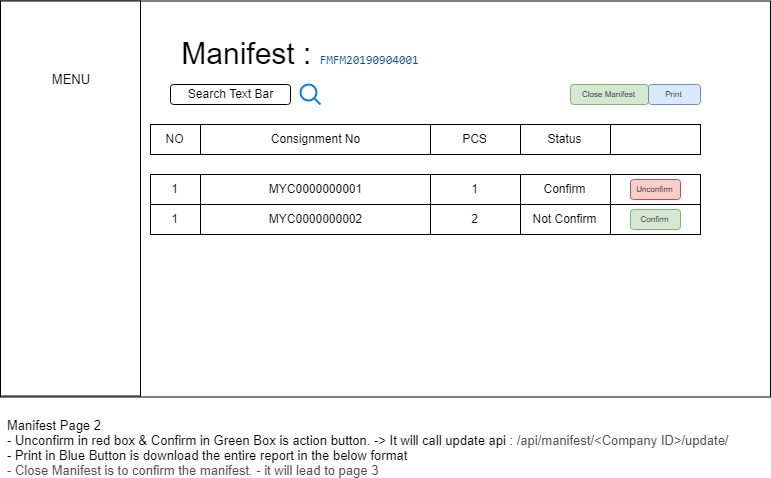 MENU
Manifest : FMFM20190904001
Search Text Bar
Close Manifest Print
NO Consignment No PCS Status
1 MYC0000000001 1 Confirm Unconfirm
1 MYC0000000002 2 Not Confirm Confirm
Manifest Page 2
- Unconfirm in red box & Confirm in Green Box is action button. -> It will call update api : /api/manifest/<Company ID>/update/
- Print in Blue Button is download the entire report in the below format
- Close Manifest is to confirm the manifest. - it will lead to page 3